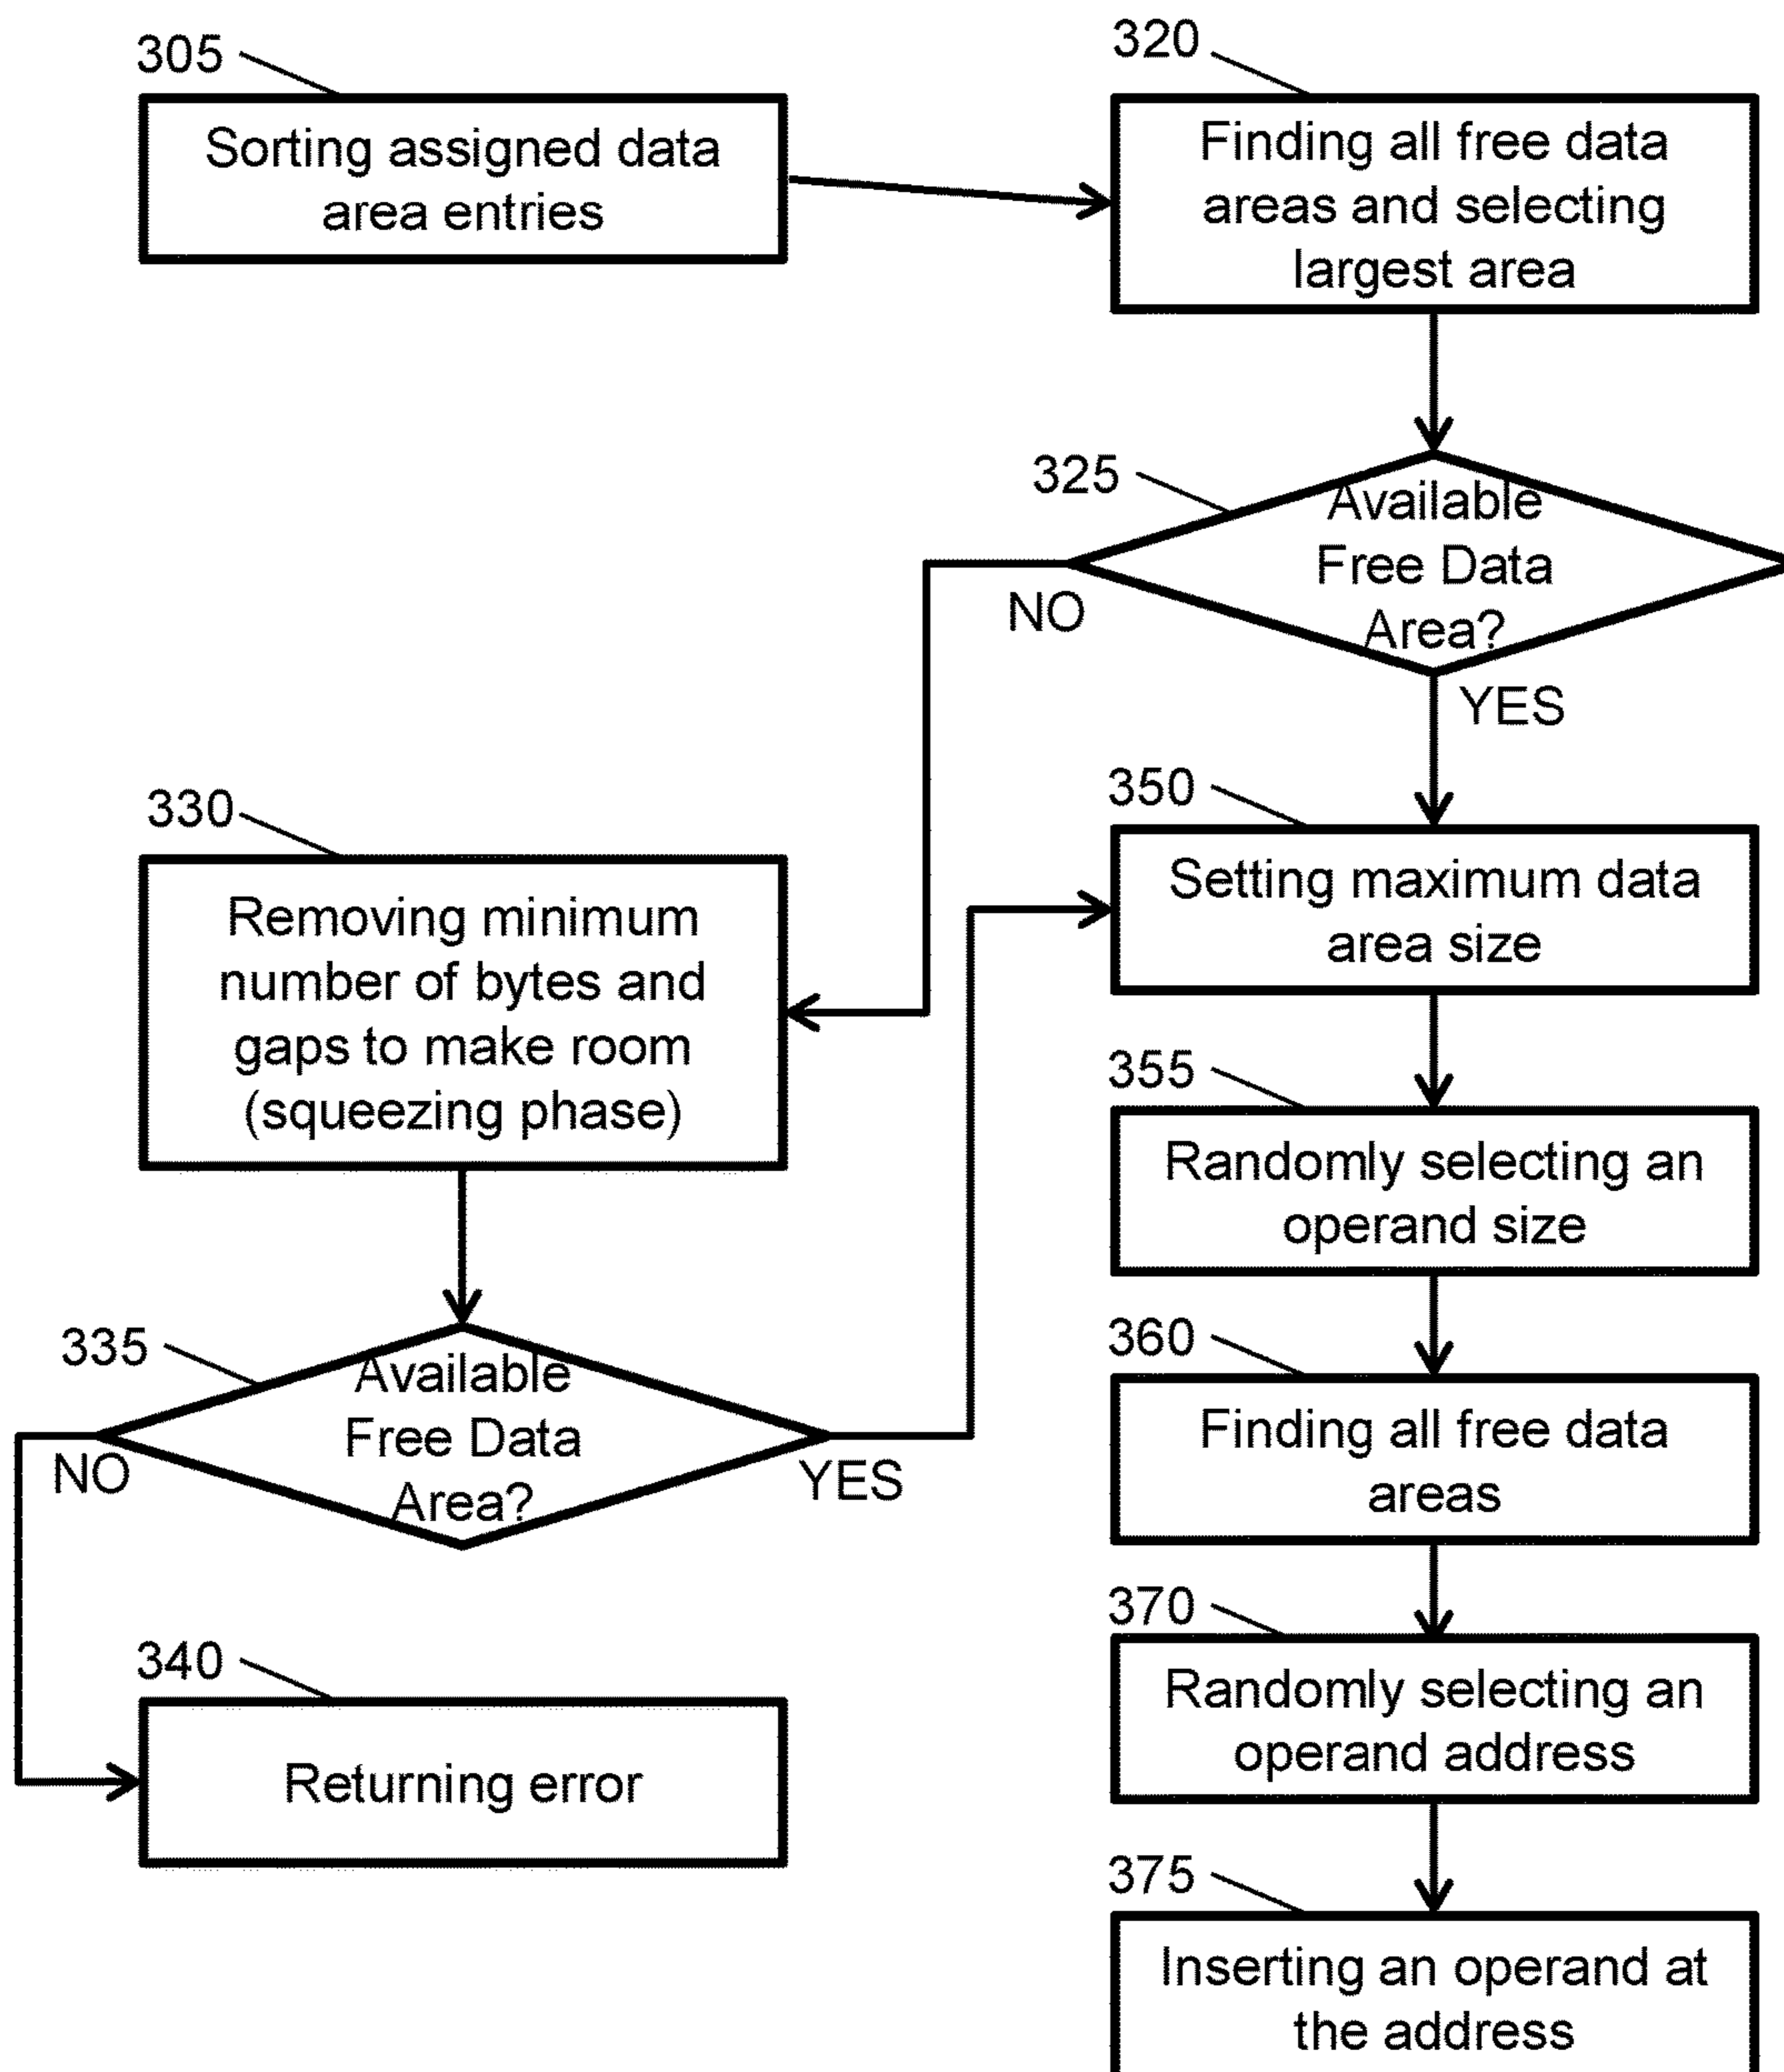 305
Sorting assigned data
area entries
320
Finding all free data
areas and selecting
largest area
325
Available
Free Data
Area?
NO
YES
330
Removing minimum
number of bytes and
gaps to make room
(squeezing phase)
335
Available
Free Data
Area?
NO
YES
340
Returning error
350
Setting maximum data
area size
355
Randomly selecting an
operand size
360
Finding all free data
areas
370
Randomly selecting an
operand address
375
Inserting an operand at
the address